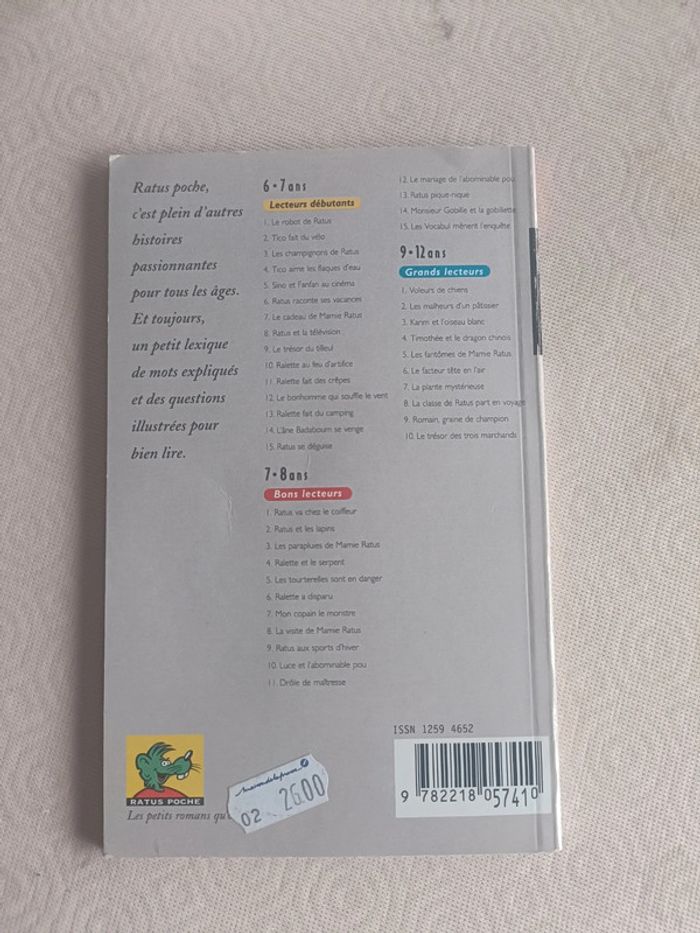 Ratus poche,
c'est plein d'autres
histoires
passionnantes
pour tous les âges.
Et toujours,
un petit lexique
de mots expliqués
et des questions
illustrées pour
bien lire.
6•7 ans
Lecteurs débutants
1. Le robot de Ratus
2. Tico fait du vélo
3. Les champignons de Ratus
4. Tico aime les flaques d'eau
5. Sino et Fanfan au cinéma
6. Ratus raconte ses vacances
7. Le cadeau de Mamie Ratus
8. Ratus et la télévision
9. Le trésor du tilleul
10. Ralette au feu d'artifice
11. Ralette fait des crêpes
12. Le bonhomme qui souffle le vent
13. Ralette fait du camping
14. L'âne Badaboum se venge
15. Ratus se déguise
7•8 ans
Bons lecteurs
1. Ratus va chez le coiffeur
2. Ratus et les lapins
3. Les parapluies de Mamie Ratus
4. Ralette et le serpent
5. Les tourterelles sont en danger
6. Ralette a disparu
7. Mon copain le monstre
8. La visite de Mamie Ratus
9. Ratus aux sports d'hiver
10. Luce et l'abominable pou
11. Drôle de maîtresse
12. Le mariage de l'abominable pou
13. Ratus pique-nique
14. Monsieur Gobille et la gobillette
15. Les Vocabul mènent l'enquête
9•12 ans
Grands lecteurs
1. Voleurs de chiens
2. Les malheurs d'un pâtissier
3. Karim et l'oiseau blanc
4. Timothée et le dragon chinois
5. Les fantômes de Mamie Ratus
6. Le facteur tête en l'air
7. La plante mystérieuse
8. La classe de Ratus part en voyage
9. Romain, graine de champion
10. Le trésor des trois marchands
ISSN 1259 4652
9 782218 057410
RATUS POCHE
Les petits romans qu
02 26.00